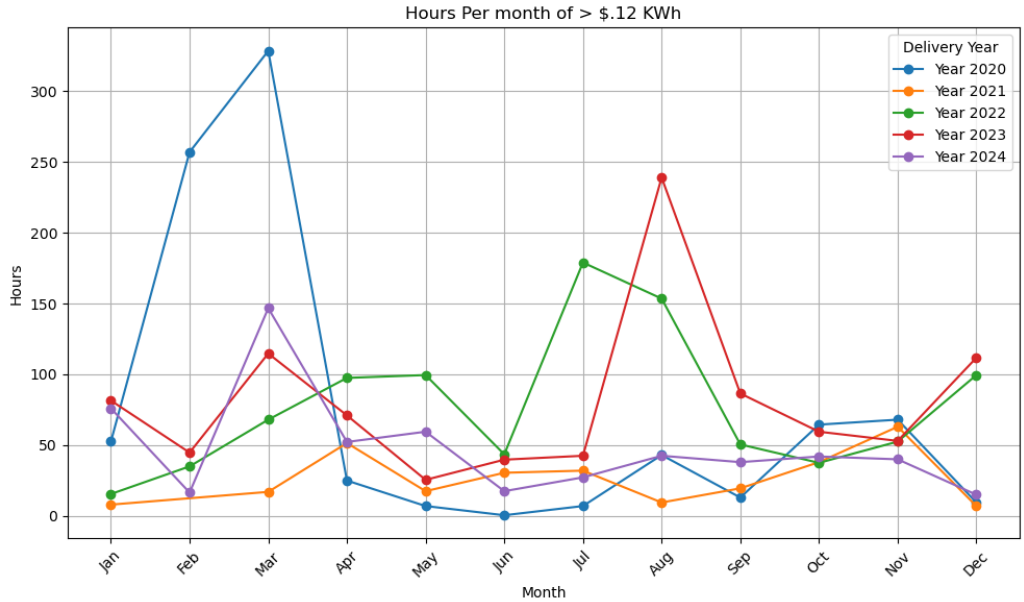 Hours Per month of > $.12 KWh
Delivery Year
Year 2020
Year 2021
Year 2022
Year 2023
Year 2024
Hours
300
250
200
150
100
50
0
Jan Feb Mar Apr May Jun Jul Aug Sep Oct Nov Dec
Month